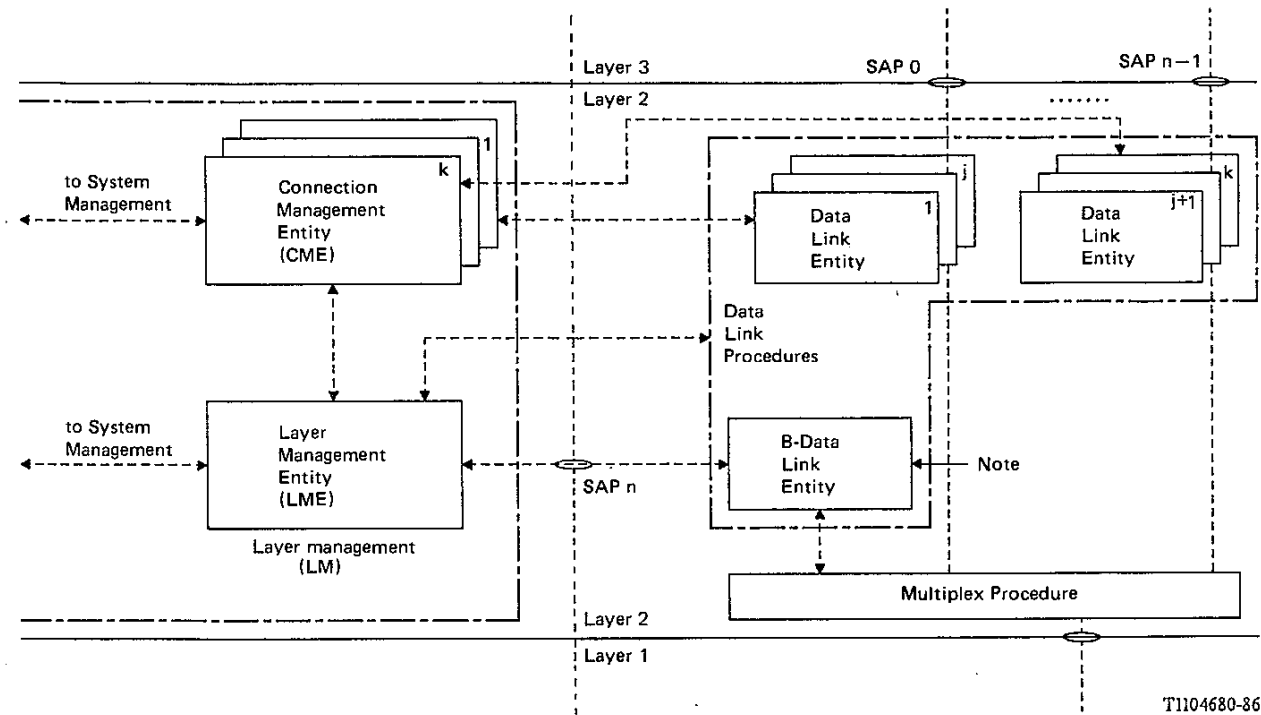 Layer 3
SAP 0
SAP n−1
Layer 2
.......
to System
Management
k
1
Connection
Management
Entity
(CME)
j
1
Data
Link
Entity
k
j+1
Data
Link
Entity
Data
Link
Procedures
to System
Management
Layer
Management
Entity
(LME)
SAP n
B-Data
Link
Entity
Note
Layer management
(LM)
Multiplex Procedure
Layer 2
Layer 1
T1104680-86